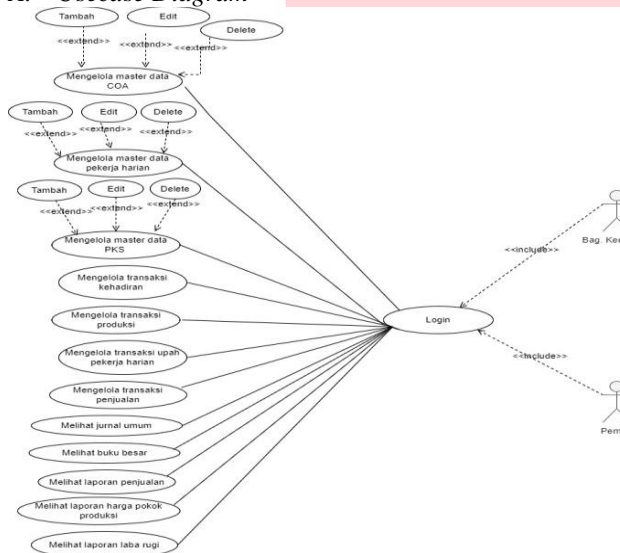 Usecase Diagram
Tambah
Edit
Delete
<<extend>>
<<extend>>
<<extend>>
Mengelola master data
COA
Tambah
Edit
Delete
<<extend>>
<<extend>>
<<extend>>
Mengelola master data
pekerja harian
Tambah
Edit
Delete
<<extend>>
<<extend>>
<<extend>>
Mengelola master data
PKS
Mengelola transaksi
kehadiran
Mengelola transaksi
produksi
Mengelola transaksi upah
pekerja harian
Mengelola transaksi
penjualan
Melihat jurnal umum
Melihat buku besar
Melihat laporan penjualan
Melihat laporan harga pokok
produksi
Melihat laporan laba rugi
Login
<<include>>
Bag.
<<include>>